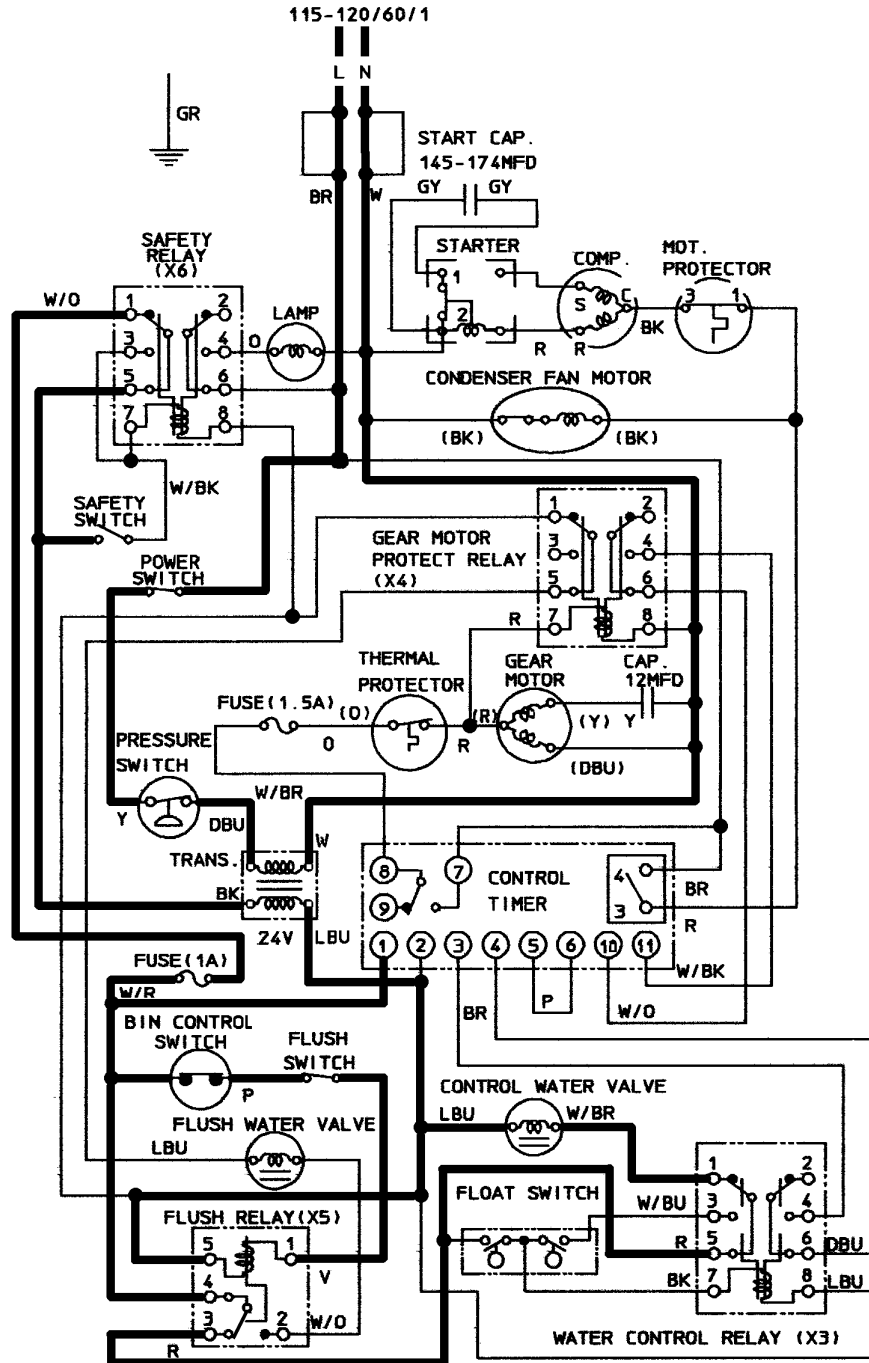 115-120/60/1
L N
GR
START CAP.
145-174MFD
GY GY
BR W
SAFETY
RELAY
(X6)
STARTER
COMP.
MOT.
PROTECTOR
W/O
1 2
LAMP
1
S C
3 1
3 4
O
2
BK
5 6
R R
CONDENSER FAN MOTOR
7 8
(BK) (BK)
W/BK
SAFETY
SWITCH
1 2
GEAR MOTOR
PROTECT RELAY
(X4)
3 4
POWER
SWITCH
5 6
R 7 8
THERMAL
PROTECTOR
GEAR
MOTOR
CAP.
12MFD
FUSE(1.5A)
(O)
(R)
(Y) Y
O
R
PRESSURE
SWITCH
(DBU)
W/BR
Y
DBU
W
TRANS.
8 7
CONTROL
TIMER
4
BR
BK
9
3
24V
LBU
R
1 2 3 4 5 6 10 11
FUSE(1A)
W/BK
W/R
BR
P
W/O
BIN CONTROL
SWITCH
FLUSH
SWITCH
P
CONTROL WATER VALVE
FLUSH WATER VALVE
LBU W/BR
LBU
1 2
FLOAT SWITCH
W/BU
3 4
FLUSH RELAY(X5)
R
5 6
DBU
5 1
V
BK
7 8
LBU
4
3 2
W/O
R
WATER CONTROL RELAY (X3)